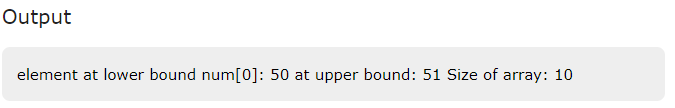 Output
element at lower bound num[0]: 50 at upper bound: 51 Size of array: 10